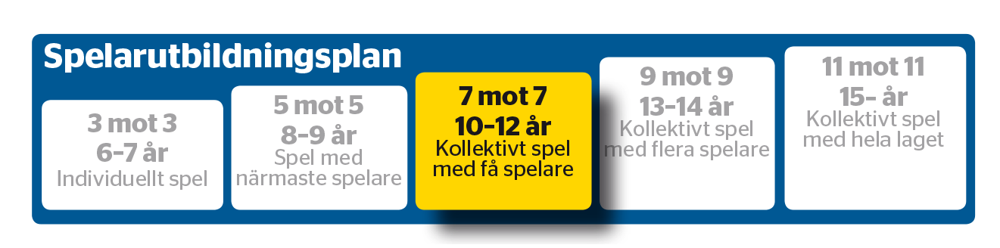 Spelarutbildningsplan
3 mot 3
6–7 år
Individuellt spel
5 mot 5
8–9 år
Spel med
närmaste spelare
7 mot 7
10–12 år
Kollektivt spel
med få spelare
9 mot 9
13–14 år
Kollektivt spel
med flera spelare
11 mot 11
15– år
Kollektivt spel
med hela laget